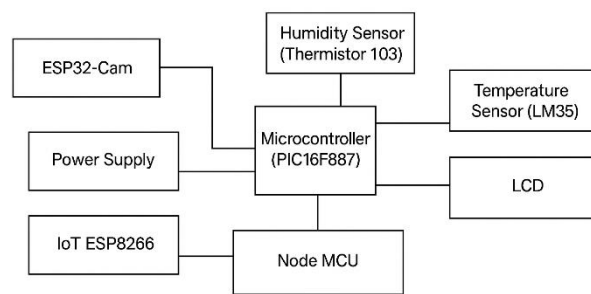 Humidity Sensor
(Thermistor 103)
ESP32-Cam
Temperature
Sensor (LM35)
Microcontroller
(PIC16F887)
Power Supply
LCD
IoT ESP8266
Node MCU